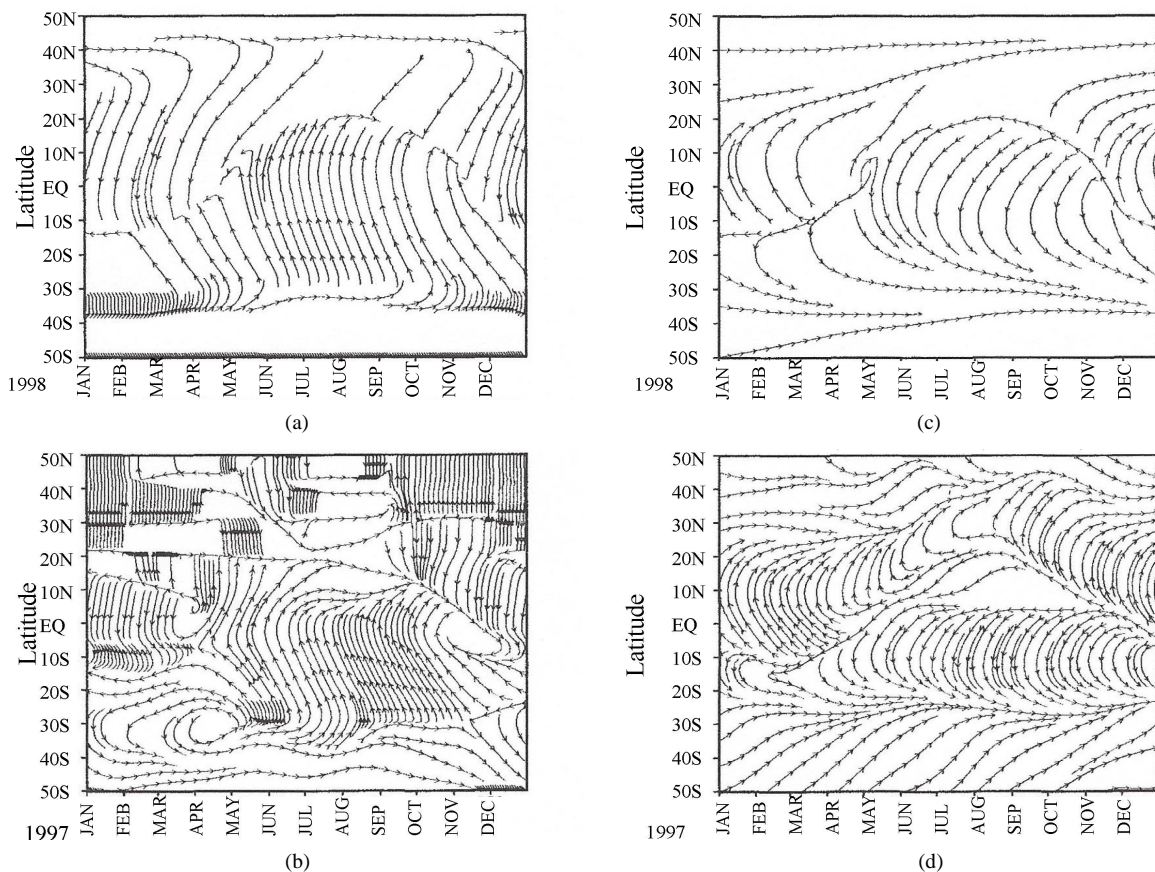 50N
40N
30N
20N
10N
EQ
10S
20S
30S
40S
50S
Latitude
JAN
FEB
MAR
APR
MAY
JUN
JUL
AUG
SEP
OCT
NOV
DEC
1998
(a)
50N
40N
30N
20N
10N
EQ
10S
20S
30S
40S
50S
Latitude
JAN
FEB
MAR
APR
MAY
JUN
JUL
AUG
SEP
OCT
NOV
DEC
1998
(c)
50N
40N
30N
20N
10N
EQ
10S
20S
30S
40S
50S
Latitude
JAN
FEB
MAR
APR
MAY
JUN
JUL
AUG
SEP
OCT
NOV
DEC
1997
(b)
50N
40N
30N
20N
10N
EQ
10S
20S
30S
40S
50S
Latitude
JAN
FEB
MAR
APR
MAY
JUN
JUL
AUG
SEP
OCT
NOV
DEC
1997
(d)